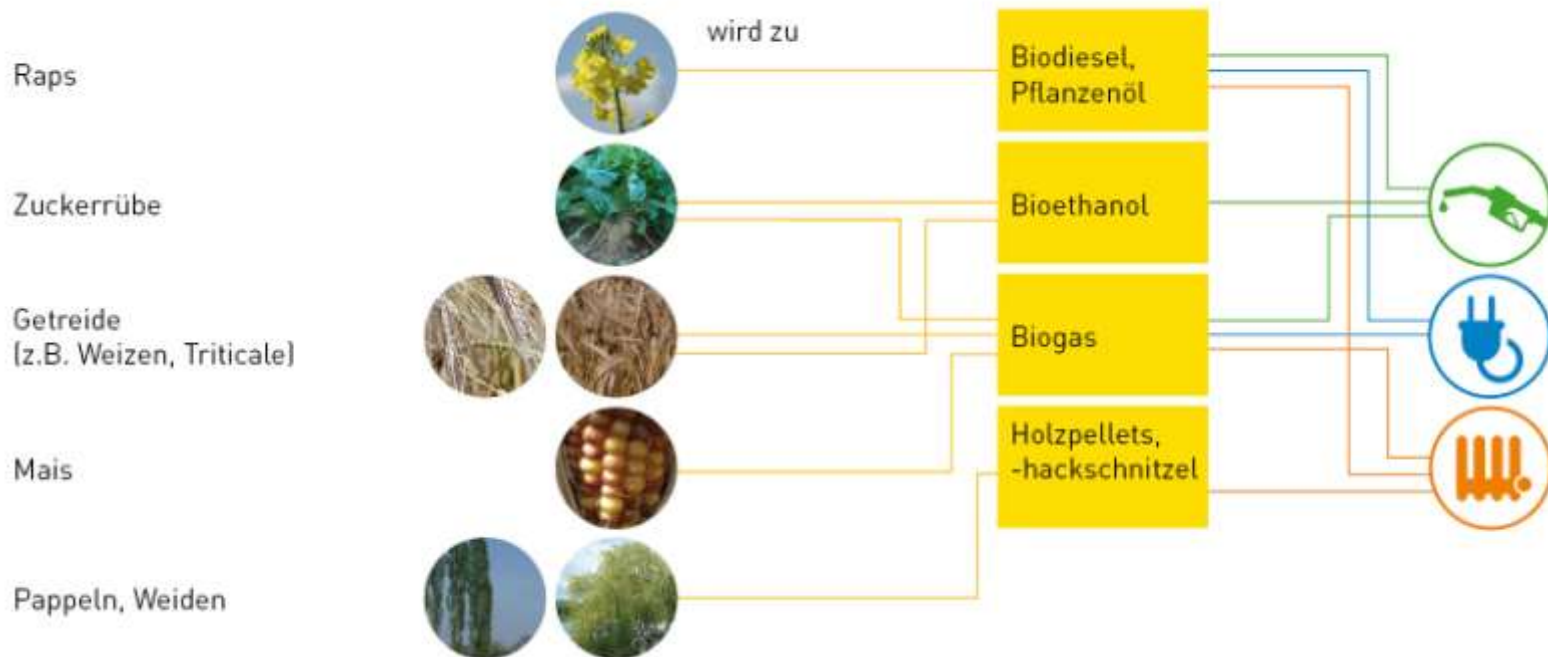 wird zu
Raps
Biodiesel,
Pflanzenöl
Zuckerrübe
Bioethanol
Getreide
(z.B. Weizen, Triticale)
Biogas
Mais
Holzpellets,
-hackschnitzel
Pappeln, Weiden